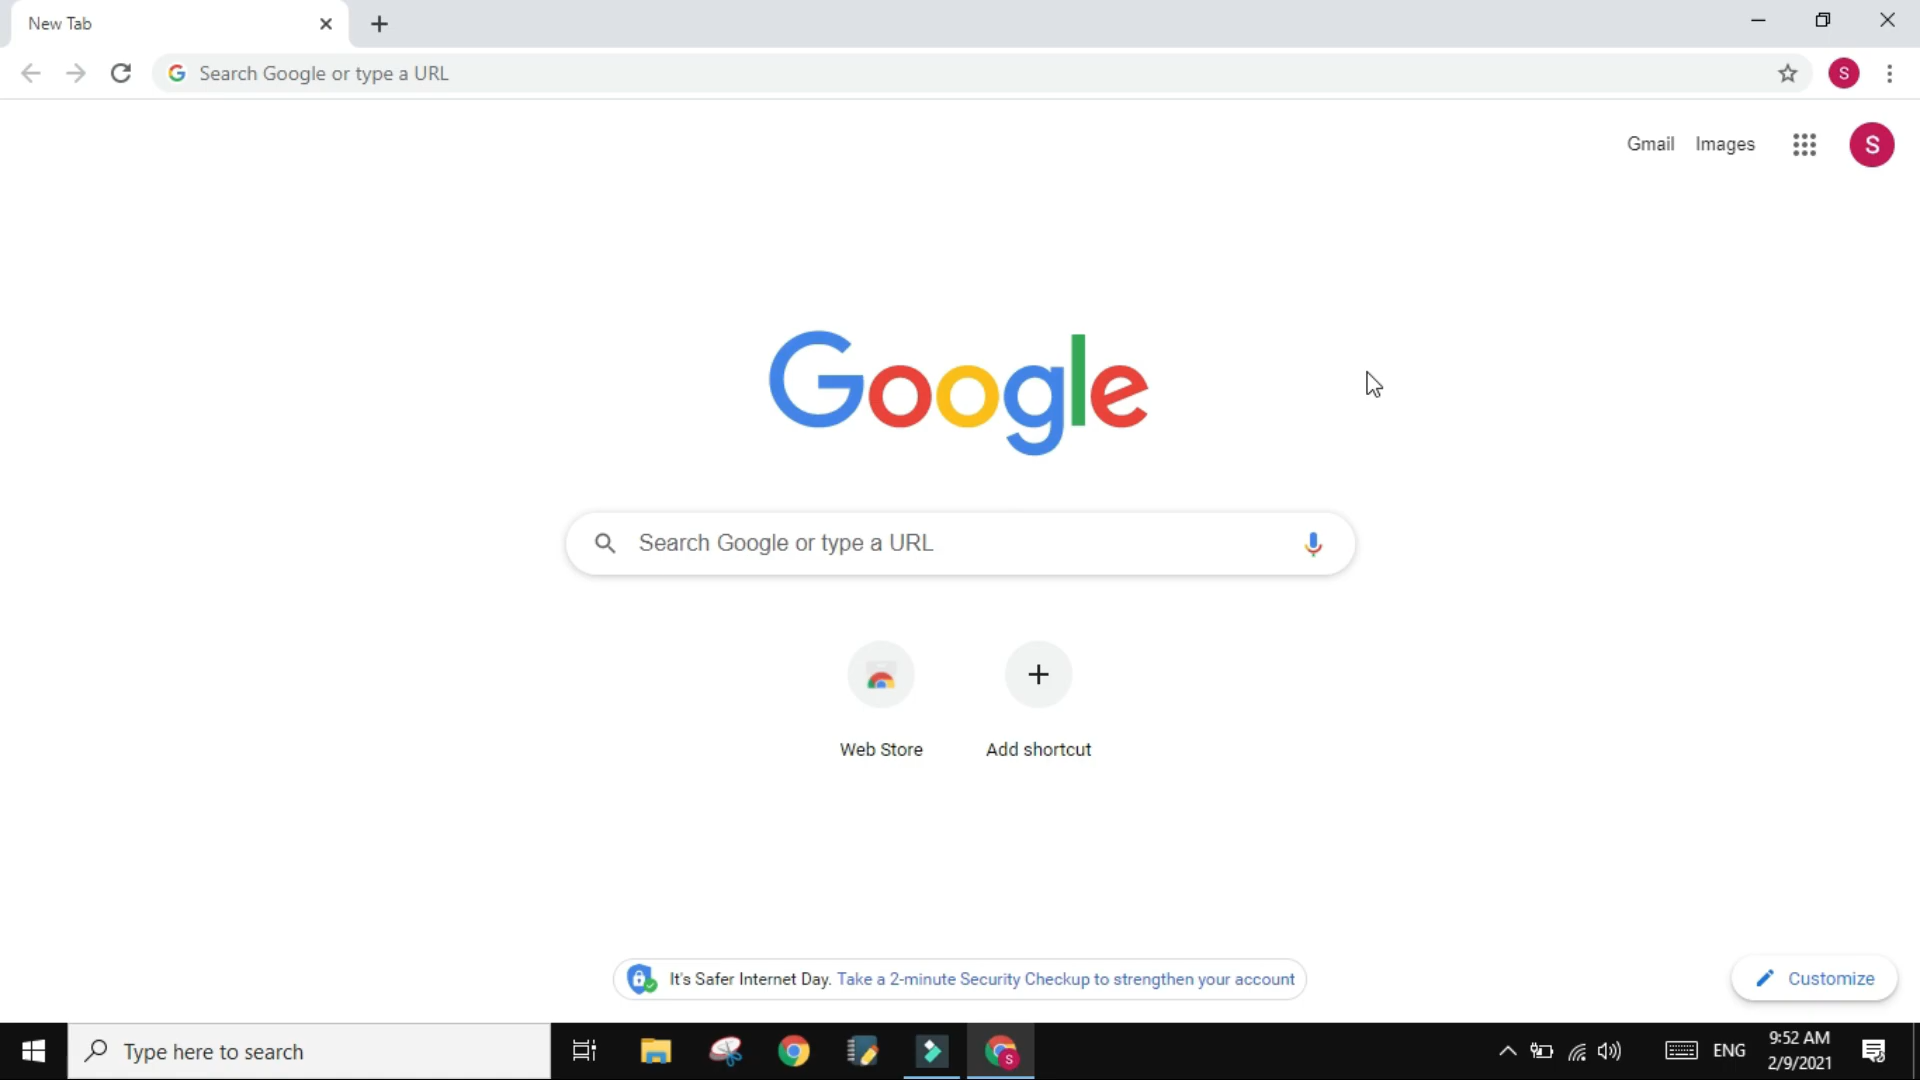 New Tab
Search Google or type a URL
S
Gmail Images
S
Google
Search Google or type a URL
Web Store Add shortcut
It's Safer Internet Day. Take a 2-minute Security Checkup to strengthen your account
Customize
Type here to search
S
ENG
9:52 AM
2/9/2021